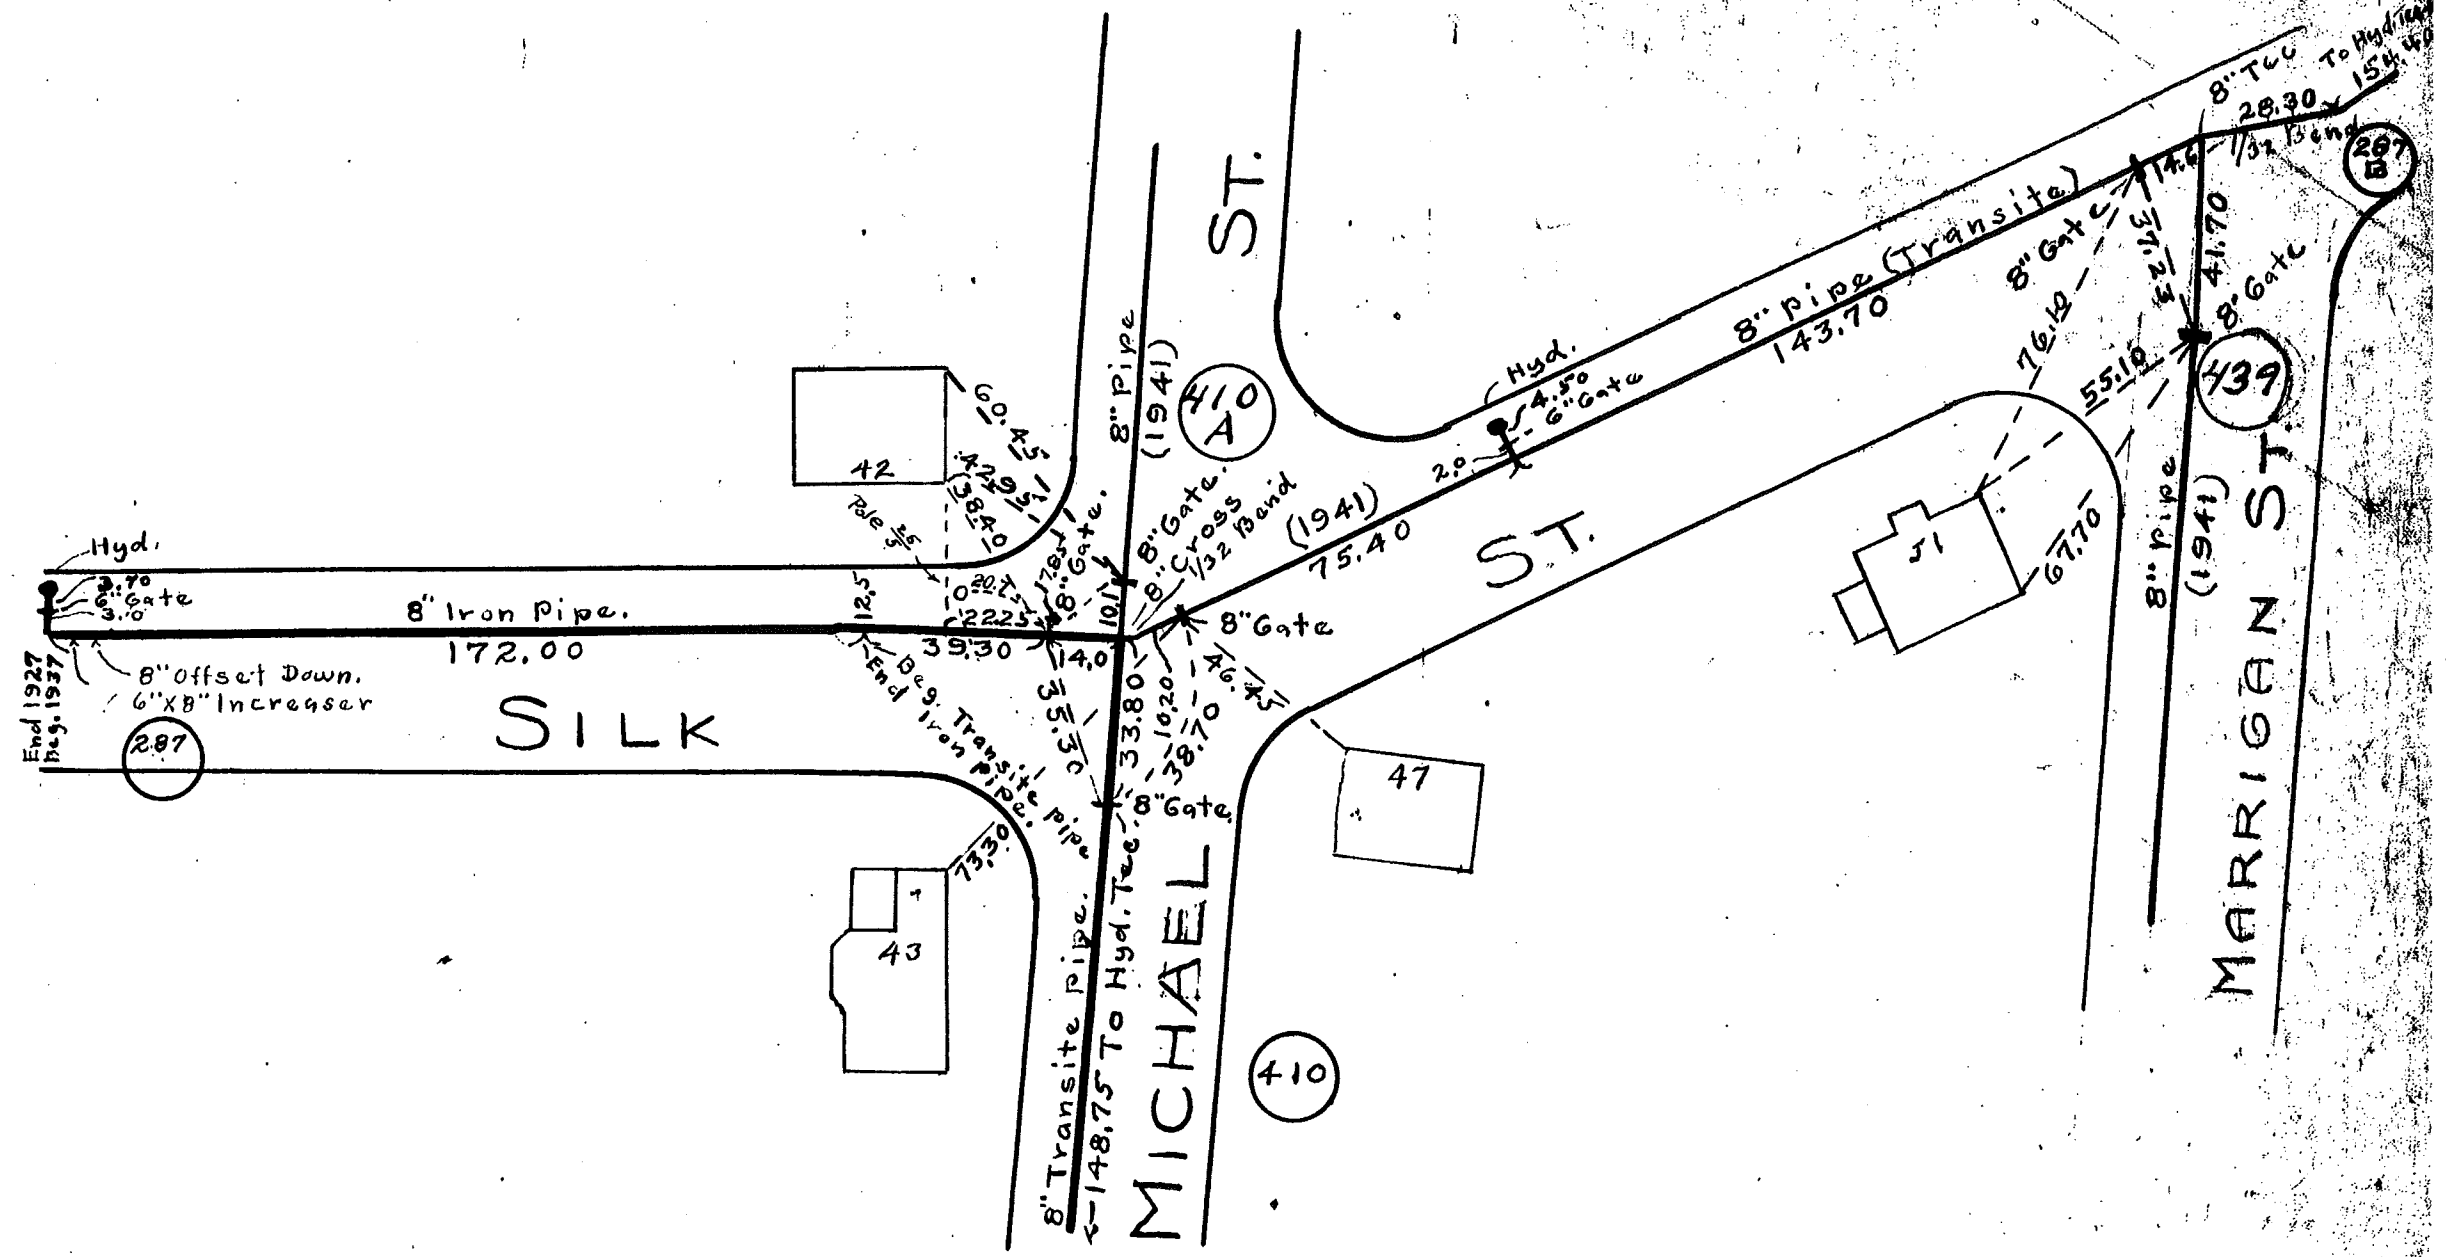 Hyd.
3.70
6" Gate
3.0
8" Iron Pipe.
172.00
End 1927
Beg. 1937
8" Offset Down.
6"X8" Increaser
287
SILK
ST.
42
60.45
42.95
38.40
Pole
12.5
22.25
39.30
14.0
17.85
8" Gate.
10.1
8" Pipe
(1941)
ST.
410
A
8" Gate.
8" Cross
1/32 Bend
Beg. Transite pipe
End Iron pipe.
35.30
33.80
10.20
38.70
8" Gate
46.45
8" Gate.
73.30
43
47
8" Transite Pipe.
←148.75 To Hyd. Tee.
MICHAEL
410
(1941)
75.40
Hyd.
4.50
6" Gate
2.0
8" Pipe (Transite)
143.70
8" Gate
76.10
14.6
37.23
41.70
8" Gate
55.10
51
67.70
8" Tee
28.30
1/32 Bend
To Hyd. Tee
154.40
287
B
439
8" Pipe
(1941)
MARRIGAN ST.